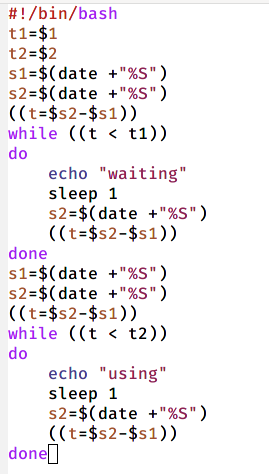 #!/bin/bash
t1=$1
t2=$2
s1=$(date +"%S")
s2=$(date +"%S")
((t=$s2-$s1))
while ((t < t1))
do
    echo "waiting"
    sleep 1
    s2=$(date +"%S")
    ((t=$s2-$s1))
done
s1=$(date +"%S")
s2=$(date +"%S")
((t=$s2-$s1))
while ((t < t2))
do
    echo "using"
    sleep 1
    s2=$(date +"%S")
    ((t=$s2-$s1))
done